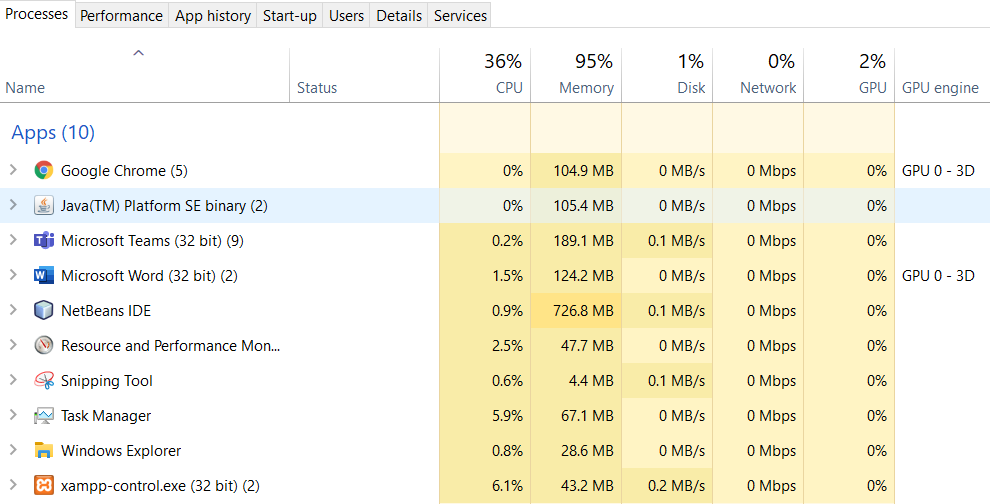 Processes Performance App history Start-up Users Details Services
36% 95% 1% 0% 2%
Name Status CPU Memory Disk Network GPU GPU engine
Apps (10)
Google Chrome (5) 0% 104.9 MB 0 MB/s 0 Mbps 0% GPU 0 - 3D
Java(TM) Platform SE binary (2) 0% 105.4 MB 0 MB/s 0 Mbps 0%
Microsoft Teams (32 bit) (9) 0.2% 189.1 MB 0.1 MB/s 0 Mbps 0%
Microsoft Word (32 bit) (2) 1.5% 124.2 MB 0 MB/s 0 Mbps 0% GPU 0 - 3D
NetBeans IDE 0.9% 726.8 MB 0.1 MB/s 0 Mbps 0%
Resource and Performance Mon... 2.5% 47.7 MB 0 MB/s 0 Mbps 0%
Snipping Tool 0.6% 4.4 MB 0.1 MB/s 0 Mbps 0%
Task Manager 5.9% 67.1 MB 0 MB/s 0 Mbps 0%
Windows Explorer 0.8% 28.6 MB 0 MB/s 0 Mbps 0%
xampp-control.exe (32 bit) (2) 6.1% 43.2 MB 0.2 MB/s 0 Mbps 0%